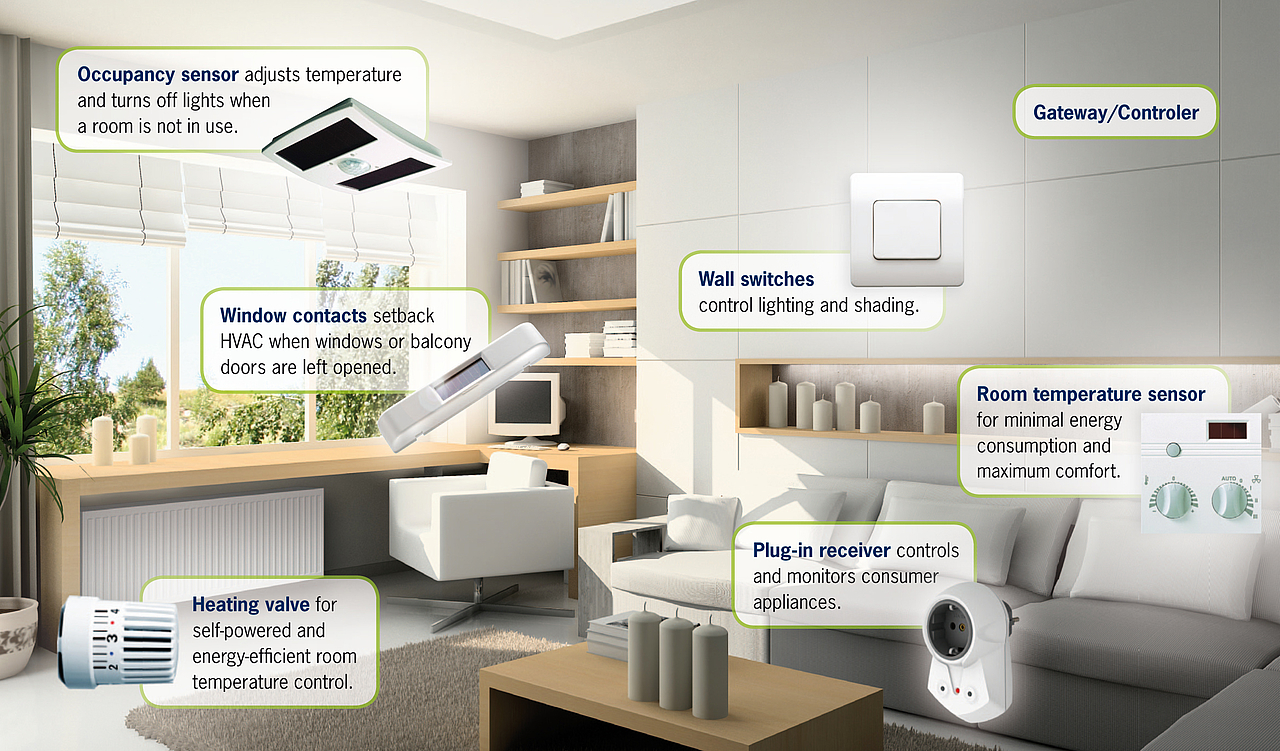 Occupancy sensor adjusts temperature
and turns off lights when
a room is not in use.
Gateway/Controler
Wall switches
control lighting and shading.
Window contacts setback
HVAC when windows or balcony
doors are left opened.
Room temperature sensor
for minimal energy
consumption and
maximum comfort.
AUTO 0
Plug-in receiver controls
and monitors consumer
appliances.
Heating valve for
self-powered and
energy-efficient room
temperature control.
4
3
2